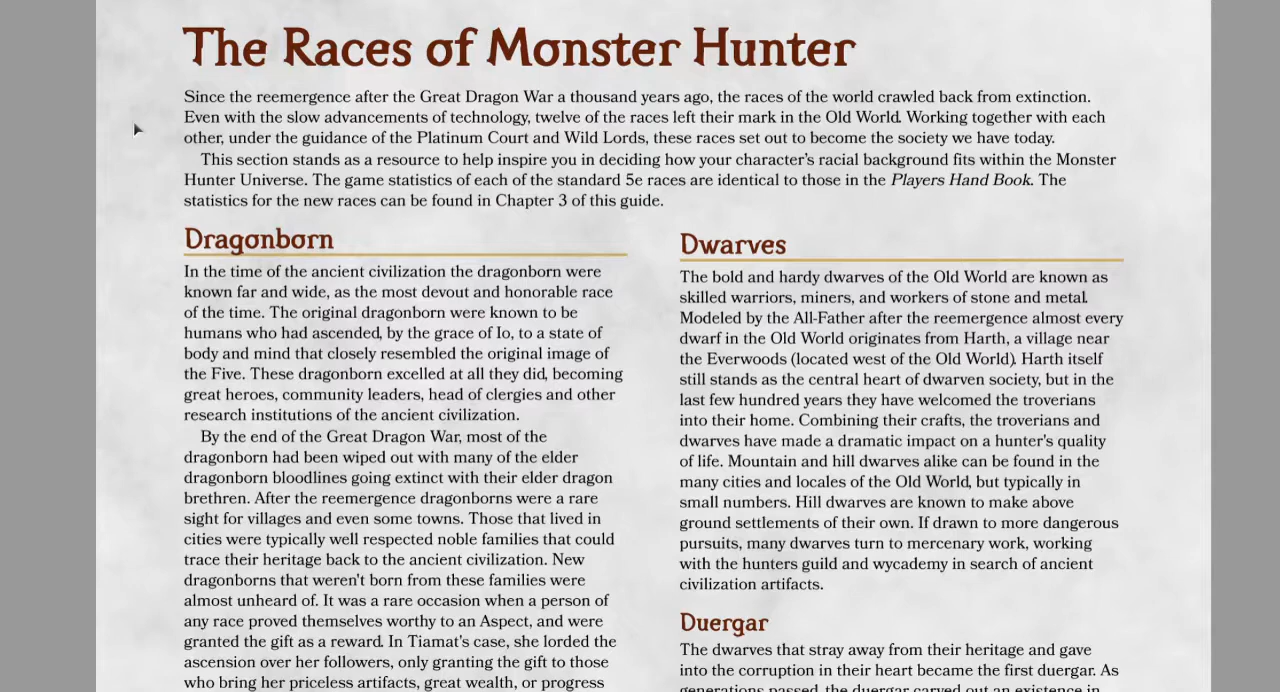 The Races of Monster Hunter
Since the reemergence after the Great Dragon War a thousand years ago, the races of the world crawled back from extinction.
Even with the slow advancements of technology, twelve of the races left their mark in the Old World. Working together with each
other, under the guidance of the Platinum Court and Wild Lords, these races set out to become the society we have today.
This section stands as a resource to help inspire you in deciding how your character's racial background fits within the Monster
Hunter Universe. The game statistics of each of the standard 5e races are identical to those in the Players Hand Book. The
statistics for the new races can be found in Chapter 3 of this guide.
Dragonborn
In the time of the ancient civilization the dragonborn were
known far and wide, as the most devout and honorable race
of the time. The original dragonborn were known to be
humans who had ascended, by the grace of Io, to a state of
body and mind that closely resembled the original image of
the Five. These dragonborn excelled at all they did, becoming
great heroes, community leaders, head of clergies and other
research institutions of the ancient civilization.
By the end of the Great Dragon War, most of the
dragonborn had been wiped out with many of the elder
dragonborn bloodlines going extinct with their elder dragon
brethren. After the reemergence dragonborns were a rare
sight for villages and even some towns. Those that lived in
cities were typically well respected noble families that could
trace their heritage back to the ancient civilization. New
dragonborns that weren't born from these families were
almost unheard of. It was a rare occasion when a person of
any race proved themselves worthy to an Aspect, and were
granted the gift as a reward. In Tiamat's case, she lorded the
ascension over her followers, only granting the gift to those
who bring her priceless artifacts, great wealth, or progress
Dwarves
The bold and hardy dwarves of the Old World are known as
skilled warriors, miners, and workers of stone and metal.
Modeled by the All-Father after the reemergence almost every
dwarf in the Old World originates from Harth, a village near
the Everwoods (located west of the Old World). Harth itself
still stands as the central heart of dwarven society, but in the
last few hundred years they have welcomed the troverians
into their home. Combining their crafts, the troverians and
dwarves have made a dramatic impact on a hunter's quality
of life. Mountain and hill dwarves alike can be found in the
many cities and locales of the Old World, but typically in
small numbers. Hill dwarves are known to make above
ground settlements of their own. If drawn to more dangerous
pursuits, many dwarves turn to mercenary work, working
with the hunters guild and wycademy in search of ancient
civilization artifacts.
Duergar
The dwarves that stray away from their heritage and gave
into the corruption in their heart became the first duergar. As
generations passed, the duergar carved out an existence in